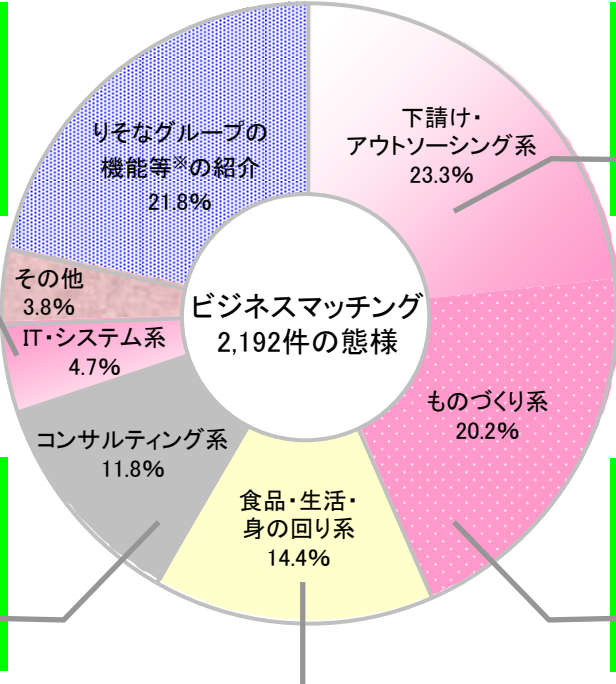 下請け・
アウトソーシング系
23.3%
りそなグループの
機能等※の紹介
21.8%
その他
3.8%
IT・システム系
4.7%
ビジネスマッチング
2,192件の態様
ものづくり系
20.2%
コンサルティング系
11.8%
食品・生活・
身の回り系
14.4%